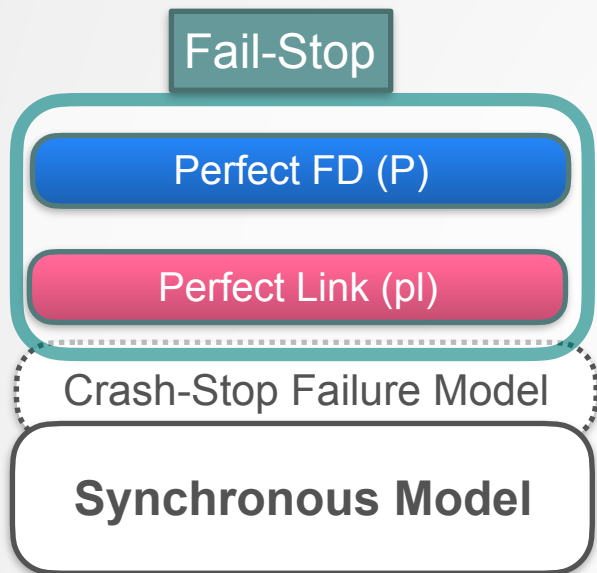 Fail-Stop
Perfect FD (P)
Perfect Link (pl)
Crash-Stop Failure Model
Synchronous Model